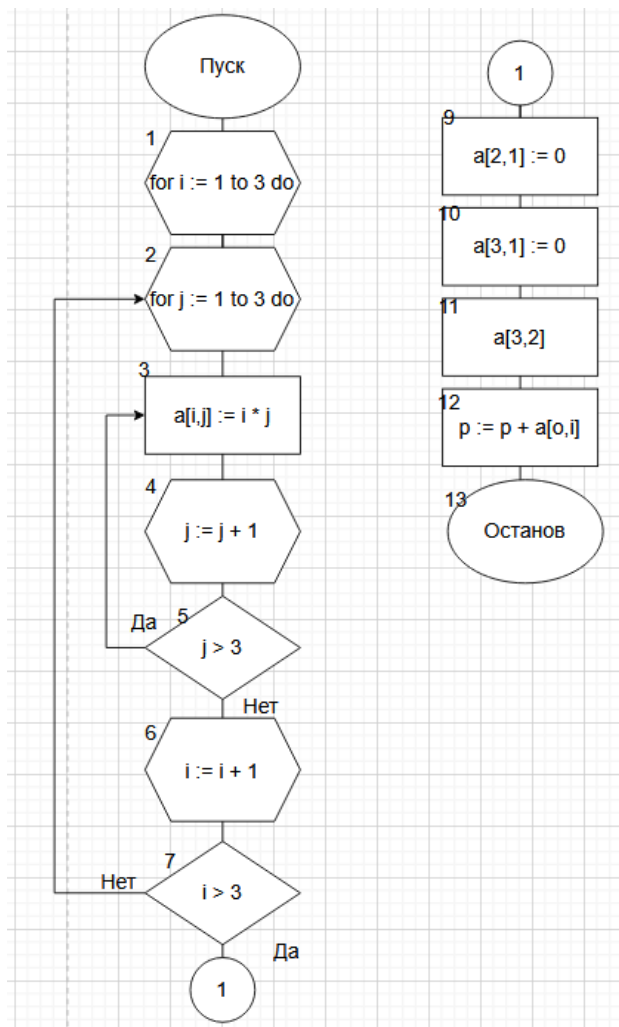 Пуск
1
for i := 1 to 3 do
2
for j := 1 to 3 do
3
a[i,j] := i * j
4
j := j + 1
Да
5
j > 3
Нет
6
i := i + 1
7
Нет
i > 3
Да
1
1
9
a[2,1] := 0
10
a[3,1] := 0
11
a[3,2]
12
p := p + a[o,i]
13
Останов